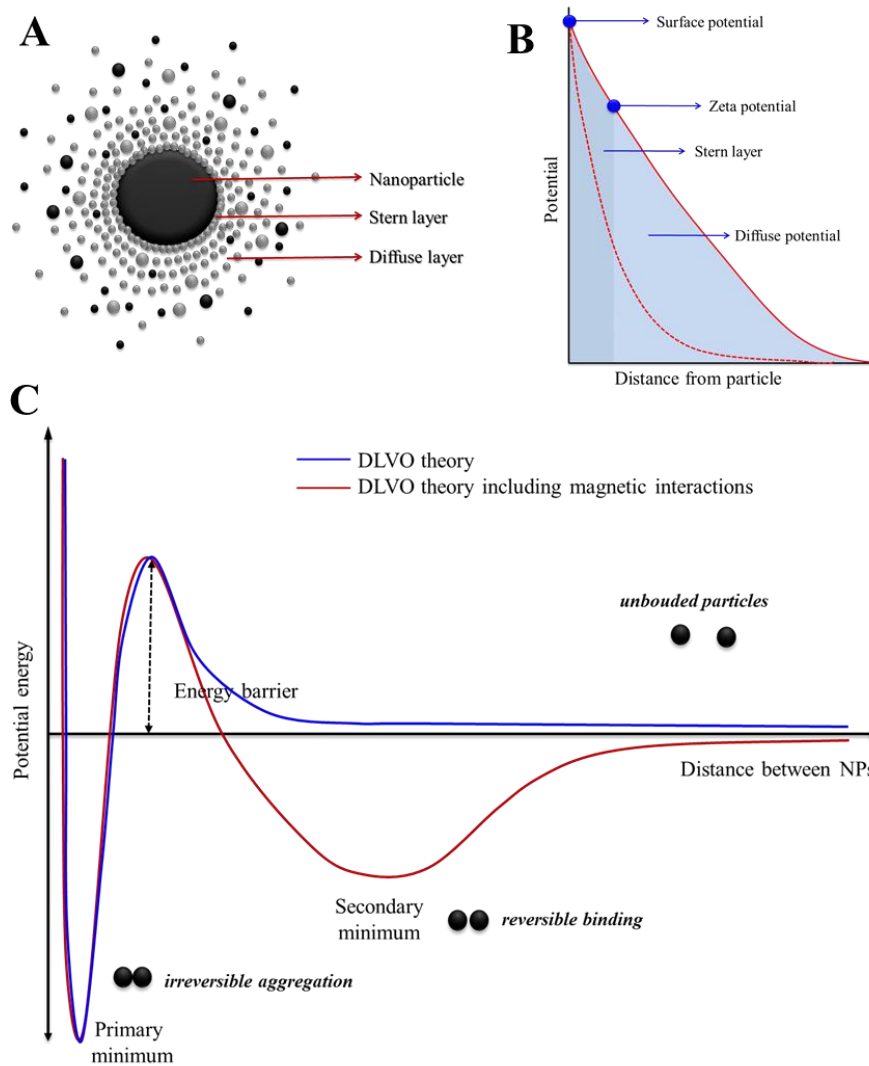 A
Nanoparticle
Stern layer
Diffuse layer
B
Surface potential
Zeta potential
Stern layer
Diffuse potential
Potential
Distance from particle
C
DLVO theory
DLVO theory including magnetic interactions
unbouded particles
Energy barrier
Potential energy
Distance between NPs
Secondary
minimum
reversible binding
irreversible aggregation
Primary
minimum